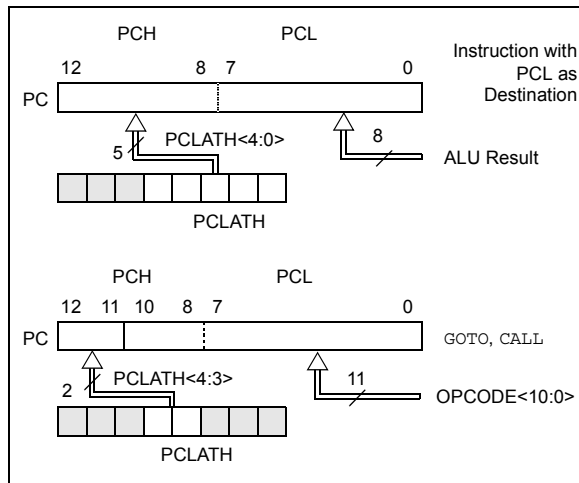 PCH PCL
12 8 7 0
Instruction with
PCL as
Destination
PC
PCLATH<4:0>
5
8
ALU Result
PCLATH
PCH PCL
12 11 10 8 7 0
PC
GOTO, CALL
PCLATH<4:3>
2
11
OPCODE<10:0>
PCLATH